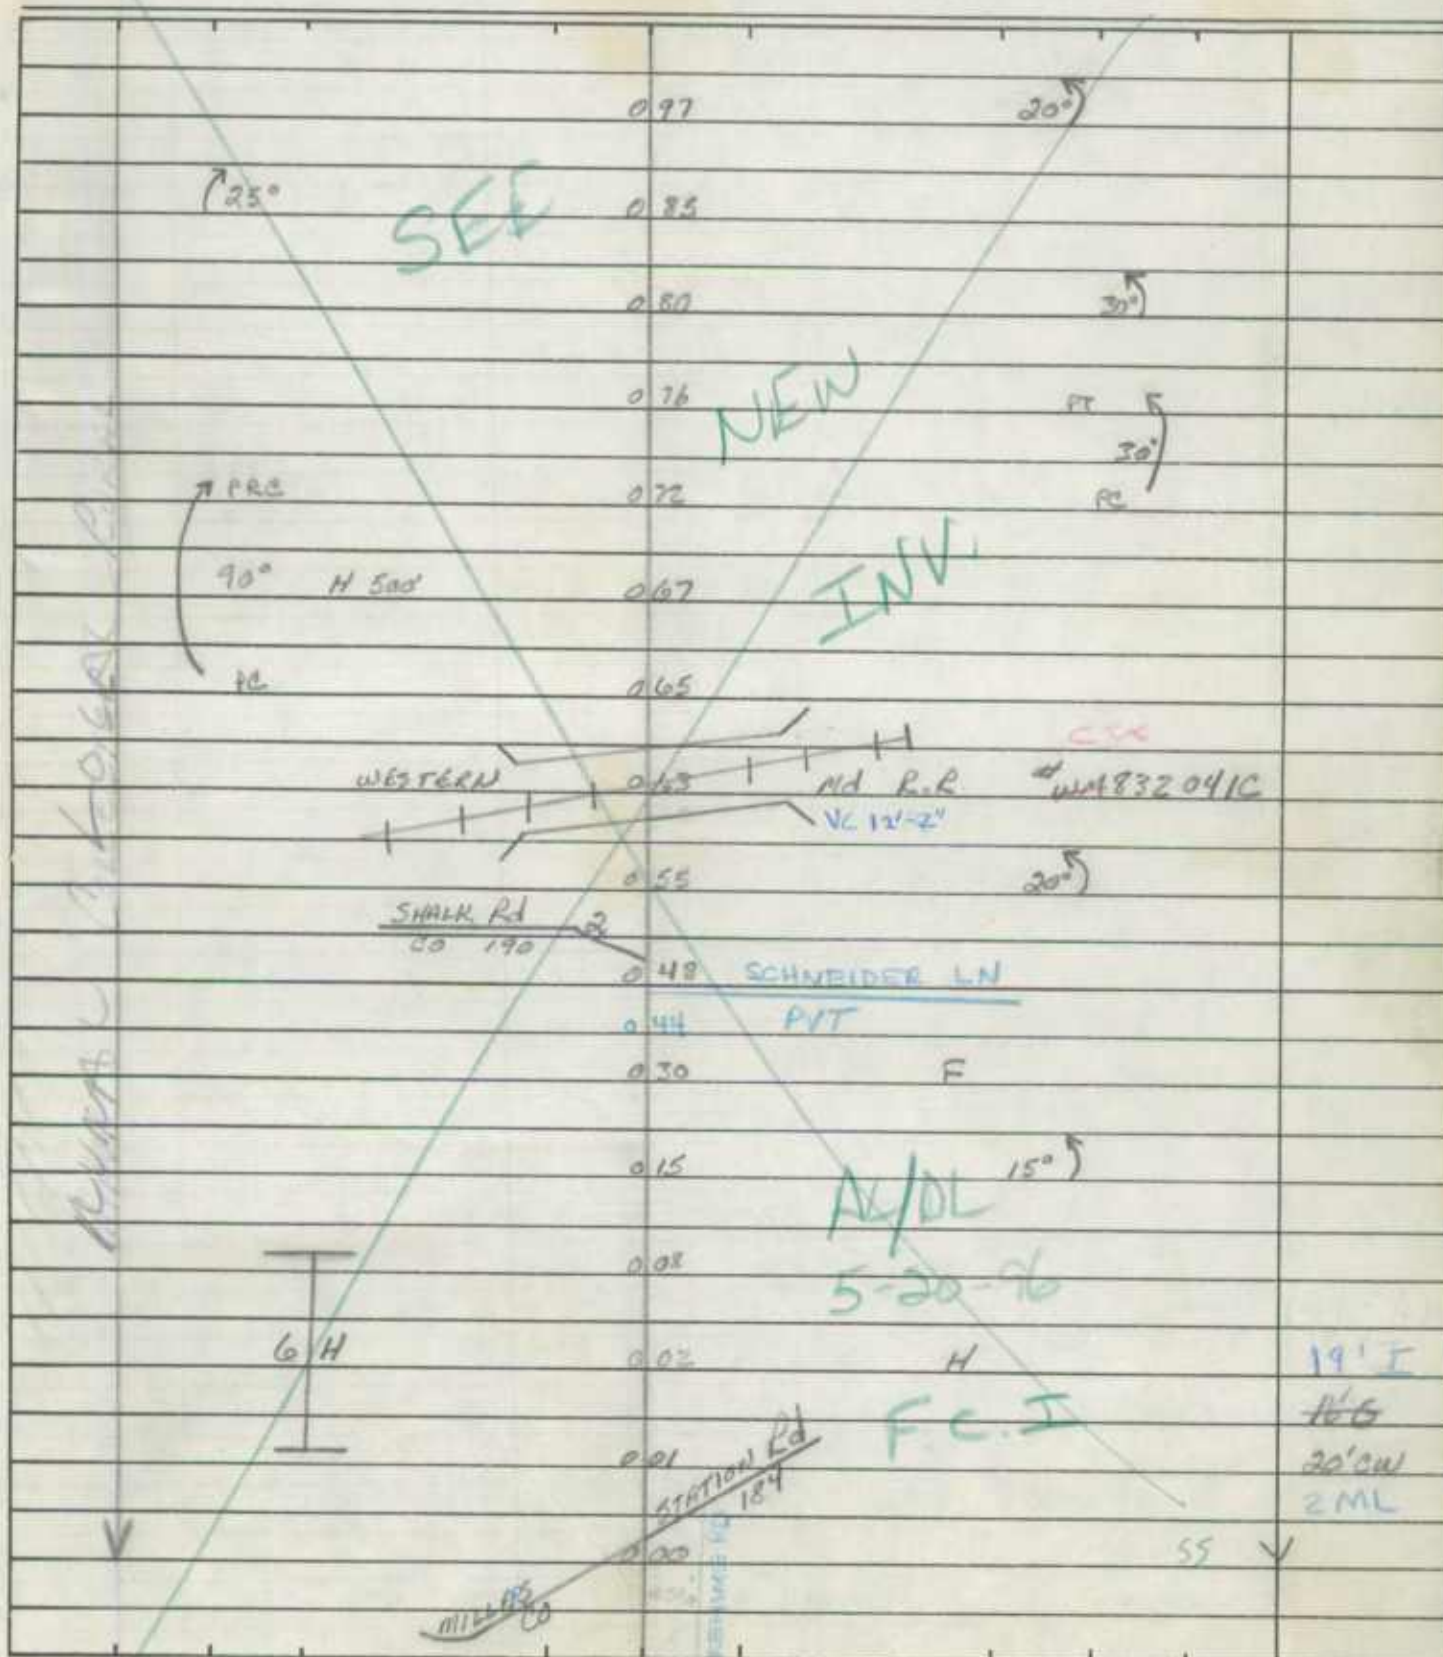 0 97 20°
25° SEE 0 83
0 80 30°
NEW
0 76 PT
30°
PRC 0 72 PC
INV.
90° H 500' 0 67
PC 0 65
CSX
WESTERN 0 63 Md R.R # WM832 041C
VC 12'-2"
0 55 20°
SHALK Rd 2
CO 190
0 48 SCHNEIDER LN
0 44 PVT
0 30 F
0 15 15°
AL/DL
0 08
5-20-96
6 H 0 02 H 19' I
F.C.I 16'G
0 01 20'CW
STATION Rd
184
2 ML
0 00 SS
MILLERS
CO
RURAL